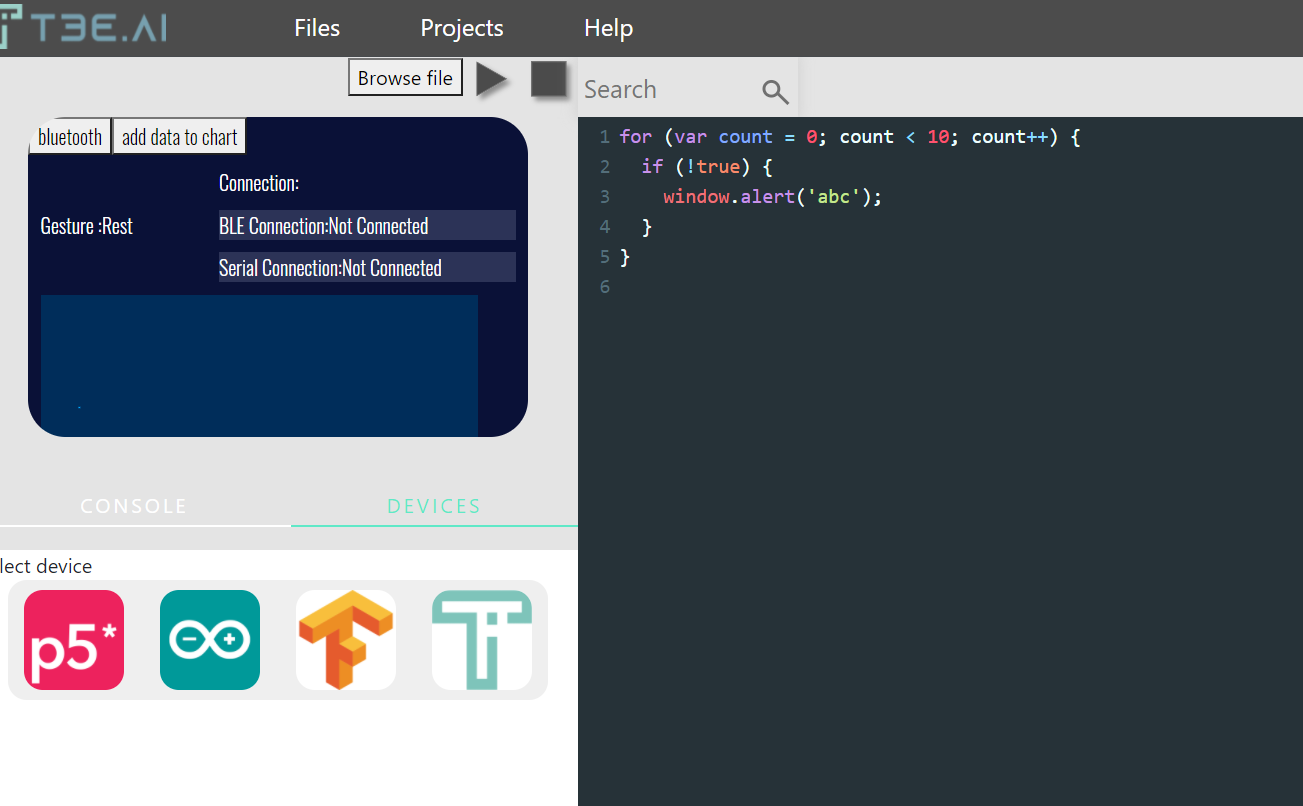 T3E.AI Files Projects Help
Browse file
Search
bluetooth add data to chart
Connection:
Gesture :Rest
BLE Connection:Not Connected
Serial Connection:Not Connected
CONSOLE DEVICES
lect device
p5*
1 for (var count = 0; count < 10; count++) {
2   if (!true) {
3     window.alert('abc');
4   }
5 }
6